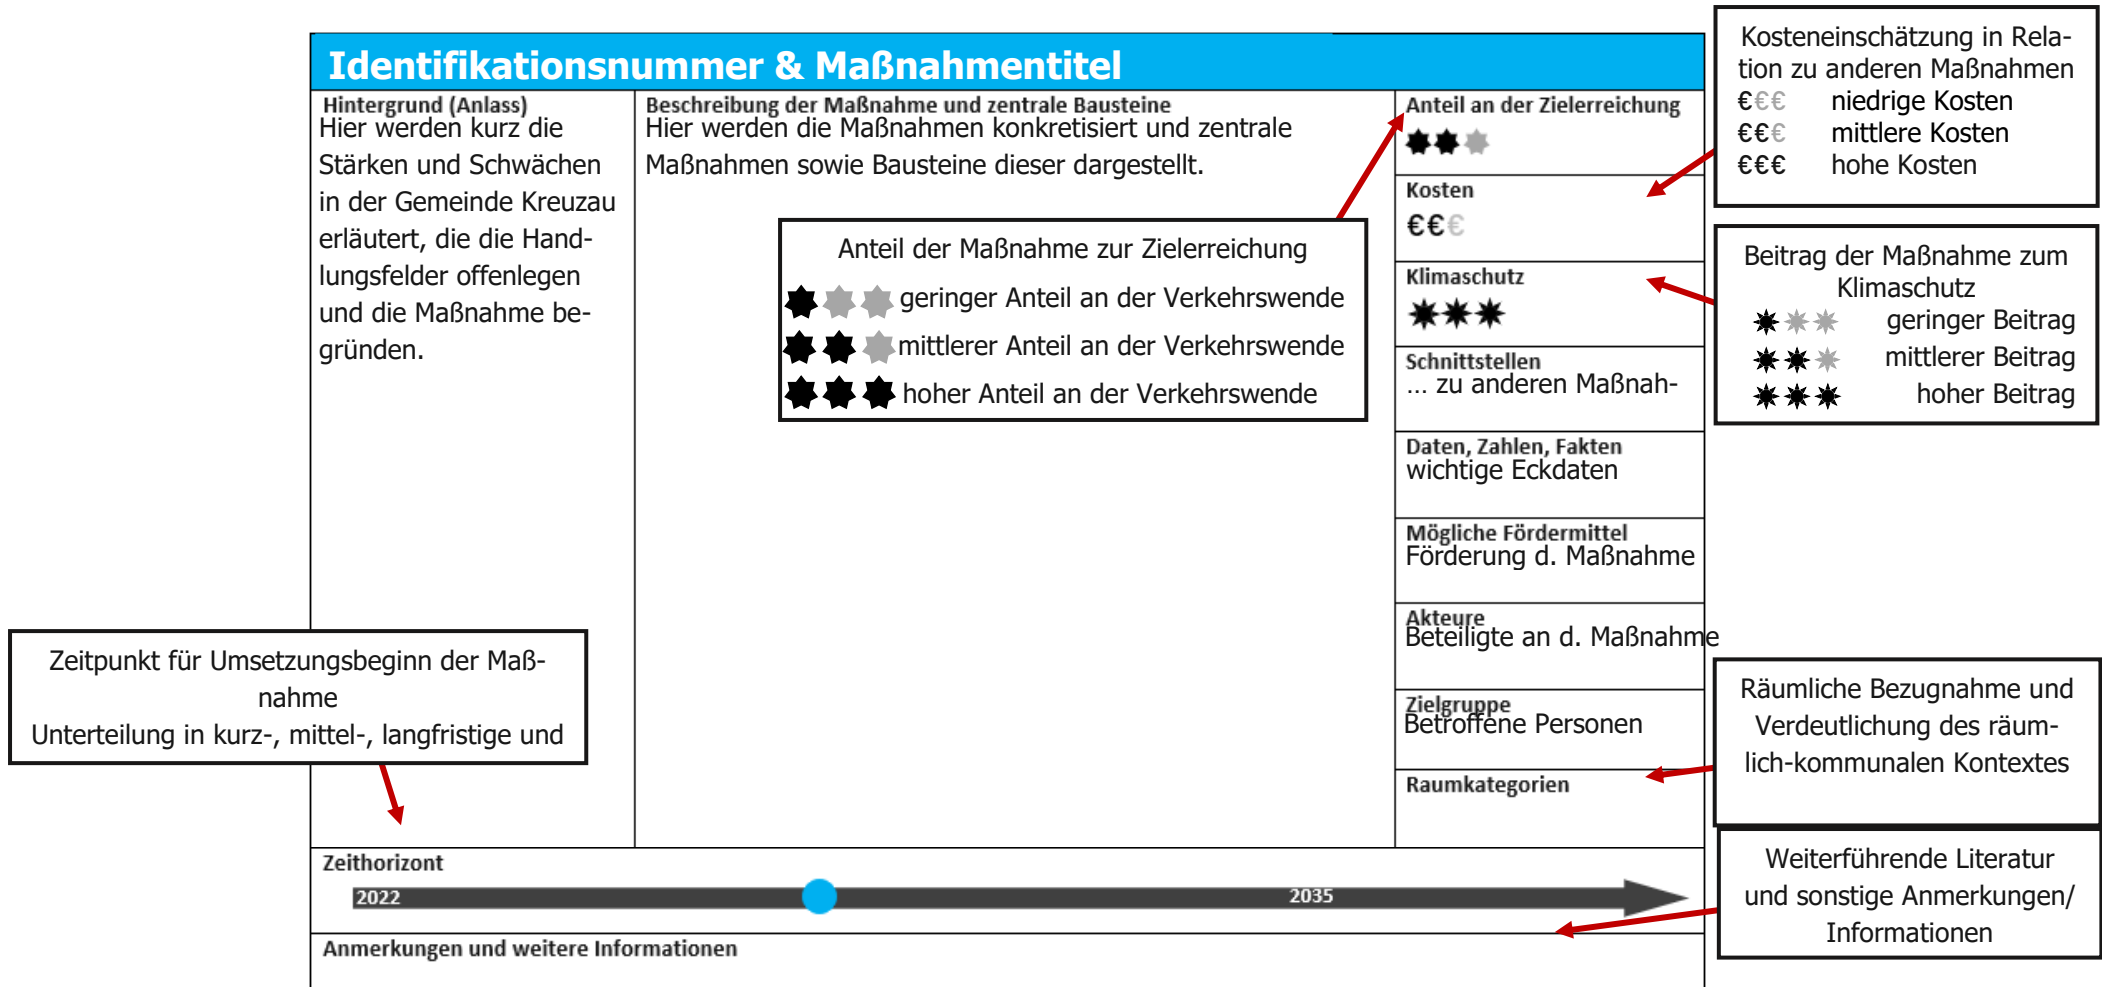 Identifikationsnummer & Maßnahmentitel
Hintergrund (Anlass)
Hier werden kurz die
Stärken und Schwächen
in der Gemeinde Kreuzau
erläutert, die die Hand-
lungsfelder offenlegen
und die Maßnahme be-
gründen.
Beschreibung der Maßnahme und zentrale Bausteine
Hier werden die Maßnahmen konkretisiert und zentrale
Maßnahmen sowie Bausteine dieser dargestellt.
Anteil der Maßnahme zur Zielerreichung
geringer Anteil an der Verkehrswende
mittlerer Anteil an der Verkehrswende
hoher Anteil an der Verkehrswende
Anteil an der Zielerreichung
Kosten
€€€
Klimaschutz
Schnittstellen
... zu anderen Maßnah-
Daten, Zahlen, Fakten
wichtige Eckdaten
Mögliche Fördermittel
Förderung d. Maßnahme
Akteure
Beteiligte an d. Maßnahme
Zielgruppe
Betroffene Personen
Raumkategorien
Kosteneinschätzung in Rela-
tion zu anderen Maßnahmen
€€€ niedrige Kosten
€€€ mittlere Kosten
€€€ hohe Kosten
Beitrag der Maßnahme zum
Klimaschutz
geringer Beitrag
mittlerer Beitrag
hoher Beitrag
Zeitpunkt für Umsetzungsbeginn der Maß-
nahme
Unterteilung in kurz-, mittel-, langfristige und
Räumliche Bezugnahme und
Verdeutlichung des räum-
lich-kommunalen Kontextes
Zeithorizont
2022
2035
Weiterführende Literatur
und sonstige Anmerkungen/
Informationen
Anmerkungen und weitere Informationen